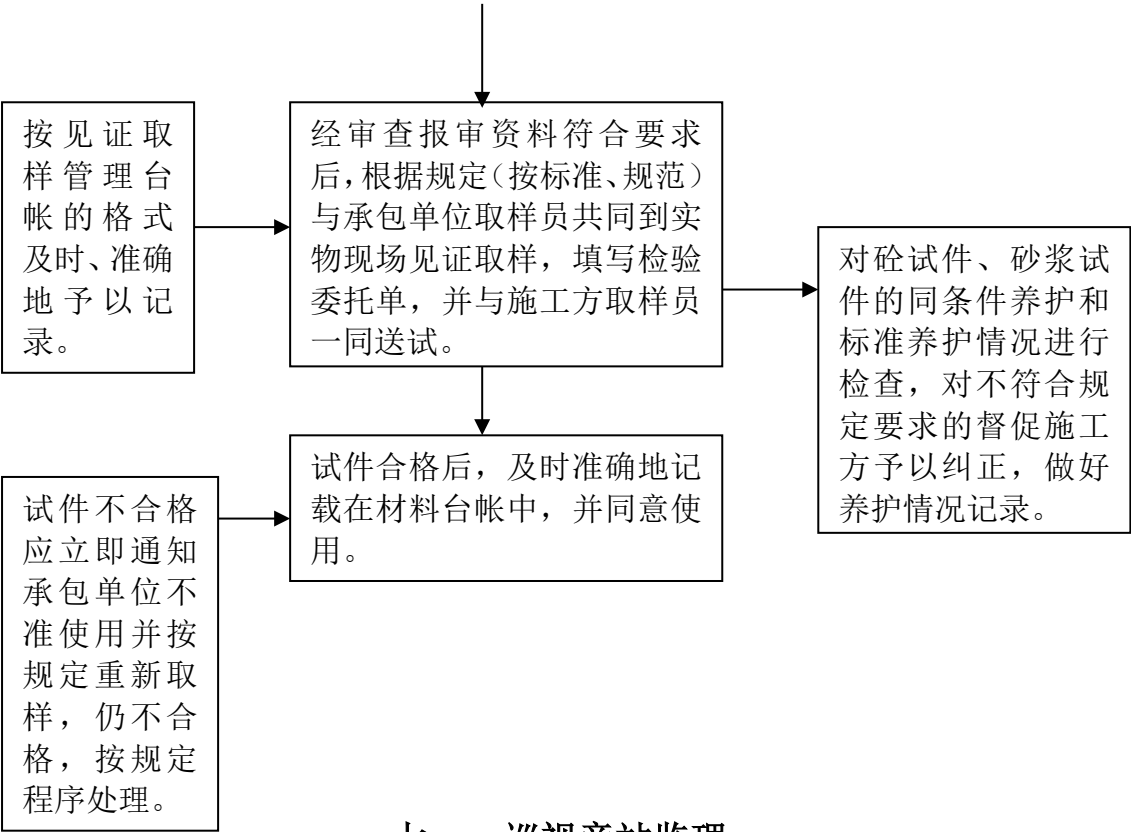 按见证取
样管理台
帐的格式
及时、准确
地予以记
录。
经审查报审资料符合要求
后，根据规定（按标准、规范）
与承包单位取样员共同到实
物现场见证取样，填写检验
委托单，并与施工方取样员
一同送试。
对砼试件、砂浆试
件的同条件养护和
标准养护情况进行
检查，对不符合规
定要求的督促施工
方予以纠正，做好
养护情况记录。
试件合格后，及时准确地记
载在材料台帐中，并同意使
用。
试件不合格
应立即通知
承包单位不
准使用并按
规定重新取
样，仍不合
格，按规定
程序处理。
巡视旁站监理